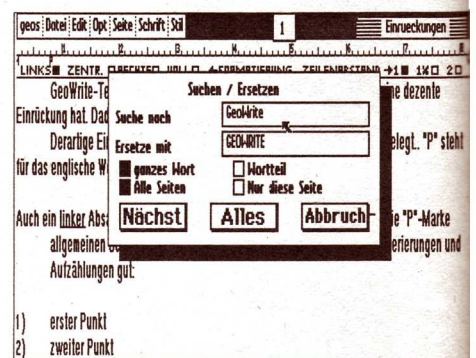 geos Datei Edit Opt Seite Schrift Stil 1 Einrueckungen
LINKS ZENTR. RECHTS VOLL FORMATIERUNG ZEILENABSTAND 1 1½ 2
GeoWrite-Te ne dezente
Einrückung hat. Dad
Derartige Ei elegt.. "P" steht
für das englische W
Suchen / Ersetzen
Suche nach GeoWrite
Ersetze mit GEOWRITE
ganzes Wort Wortteil
Alle Seiten Nur diese Seite
Nächst Alles Abbruch
Auch ein linker Absa ie "P"-Marke
allgemeinen erierungen und
Aufzählungen gut:
1) erster Punkt
2) zweiter Punkt